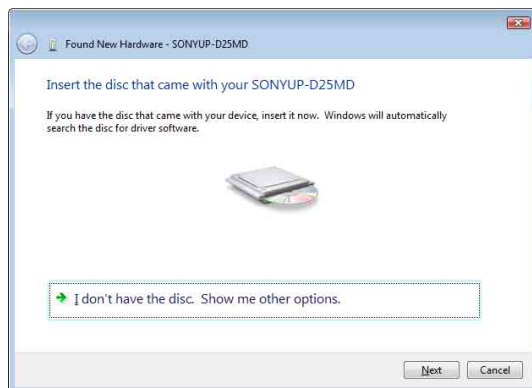 Found New Hardware - SONYUP-D25MD
Insert the disc that came with your SONYUP-D25MD
If you have the disc that came with your device, insert it now. Windows will automatically
search the disc for driver software.
I don't have the disc. Show me other options.
Next Cancel